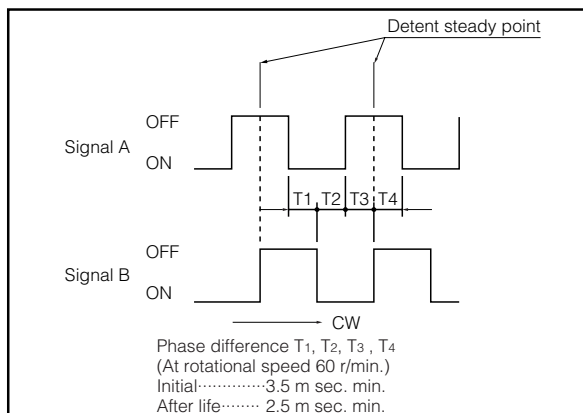 Detent steady point
OFF
Signal A
ON
T1 T2 T3 T4
OFF
Signal B
ON
CW
Phase difference T1, T2, T3 , T4
(At rotational speed 60 r/min.)
Initial··············3.5 m sec. min.
After life········ 2.5 m sec. min.